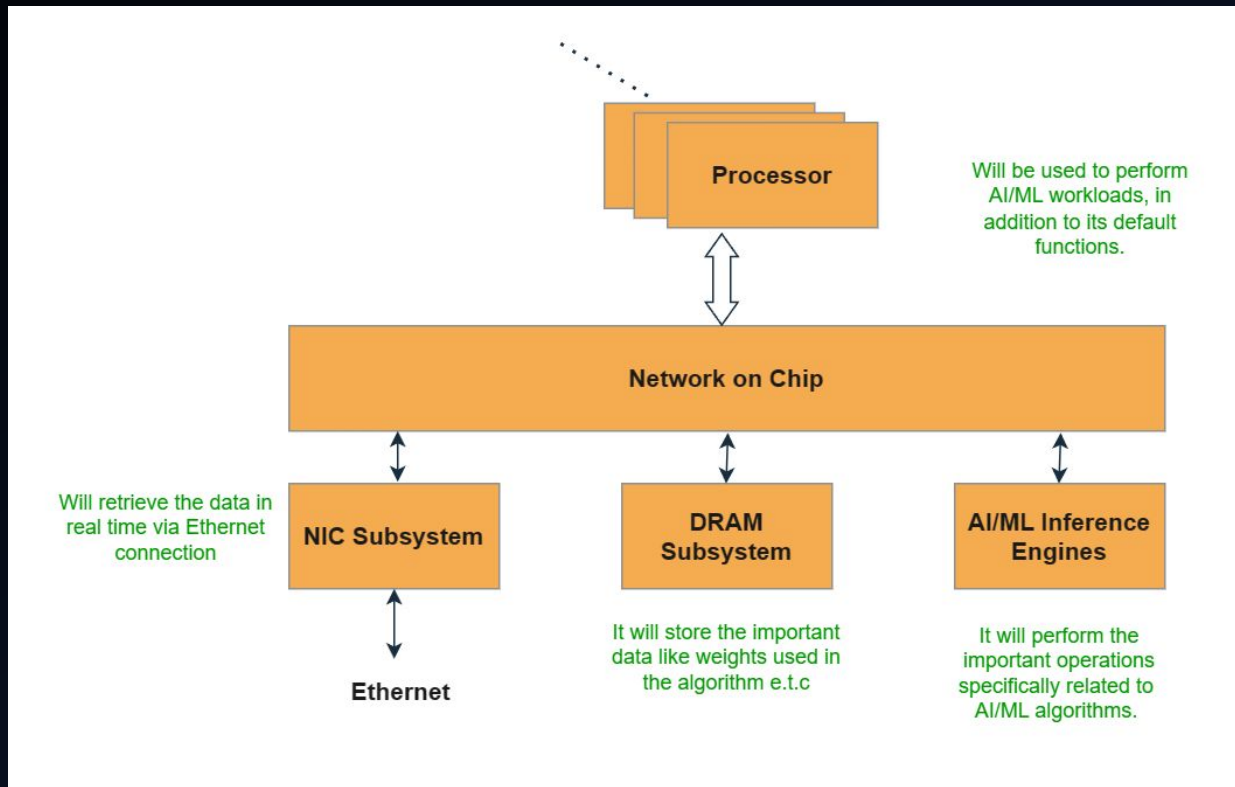 Processor
Will be used to perform
AI/ML workloads, in
addition to its default
functions.
Network on Chip
Will retrieve the data in
real time via Ethernet
connection
NIC Subsystem
DRAM
Subsystem
AI/ML Inference
Engines
Ethernet
It will store the important
data like weights used in
the algorithm e.t.c
It will perform the
important operations
specifically related to
AI/ML algorithms.